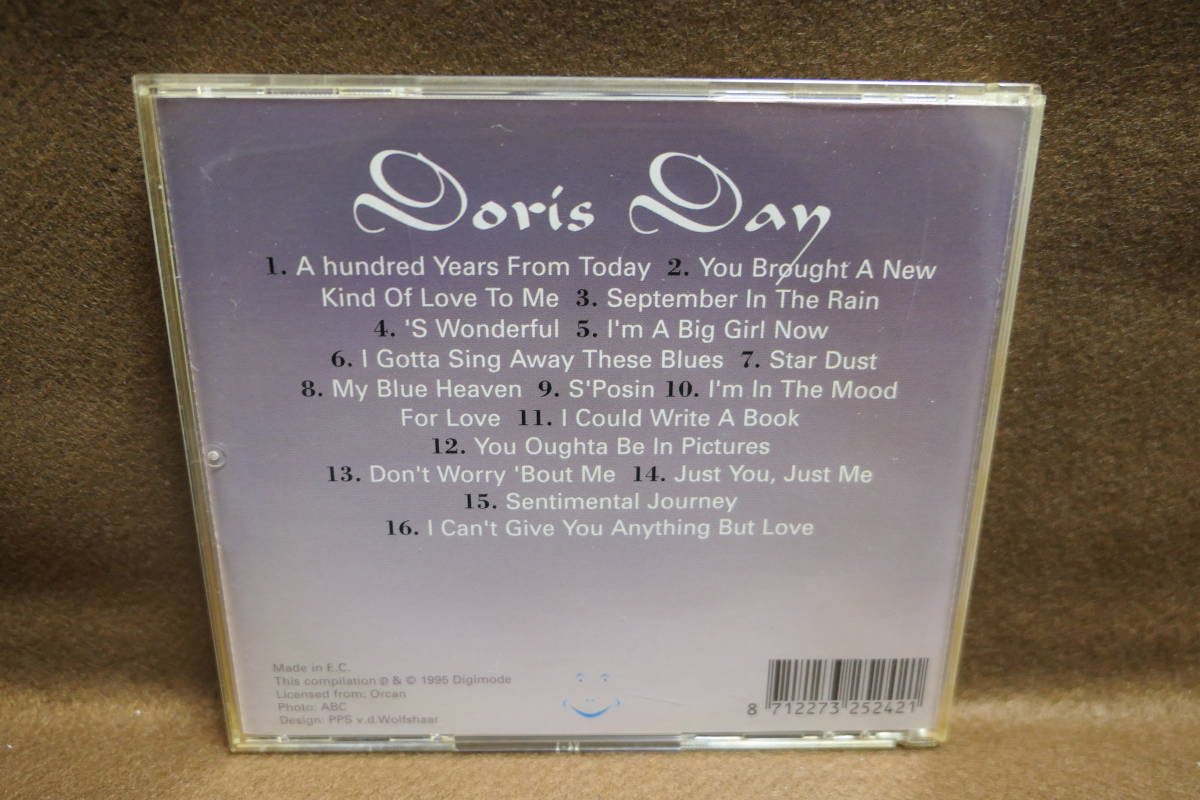 Doris Day
1. A hundred Years From Today 2. You Brought A New
Kind Of Love To Me 3. September In The Rain
4. 'S Wonderful 5. I'm A Big Girl Now
6. I Gotta Sing Away These Blues 7. Star Dust
8. My Blue Heaven 9. S'Posin 10. I'm In The Mood
For Love 11. I Could Write A Book
12. You Oughta Be In Pictures
13. Don't Worry 'Bout Me 14. Just You, Just Me
15. Sentimental Journey
16. I Can't Give You Anything But Love
Made in E.C.
This compilation ℗ & © 1995 Digimode
Licensed from: Orcan
Photo: ABC
Design: PPS v.d.Wolfshaar
8 712273 252421